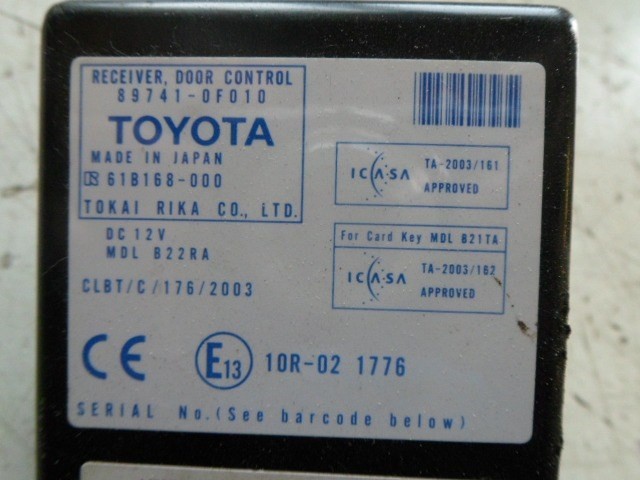 RECEIVER, DOOR CONTROL
89741-0F010
TOYOTA
MADE IN JAPAN
61B168-000
TOKAI RIKA CO., LTD.
DC 12V
MDL B22RA
CLBT/C/176/2003
ICASA TA-2003/161
APPROVED
For Card Key MDL B21TA
ICASA TA-2003/162
APPROVED
CE E13 10R-02 1776
SERIAL No.(See barcode below)